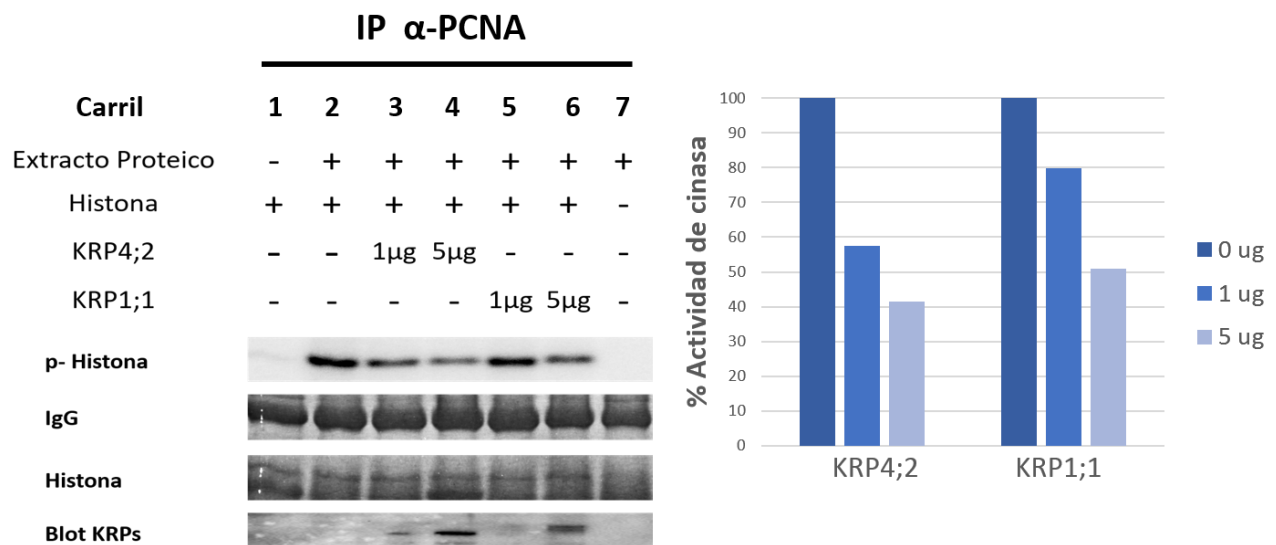 IP α-PCNA
Carril 1 2 3 4 5 6 7
Extracto Proteico - + + + + + +
Histona + + + + + + -
KRP4;2 - - 1µg 5µg - - -
KRP1;1 - - - - 1µg 5µg -
p- Histona
IgG
Histona
Blot KRPs
% Actividad de cinasa
100
90
80
70
60
50
40
30
20
10
0
KRP4;2 KRP1;1
0 ug
1 ug
5 ug